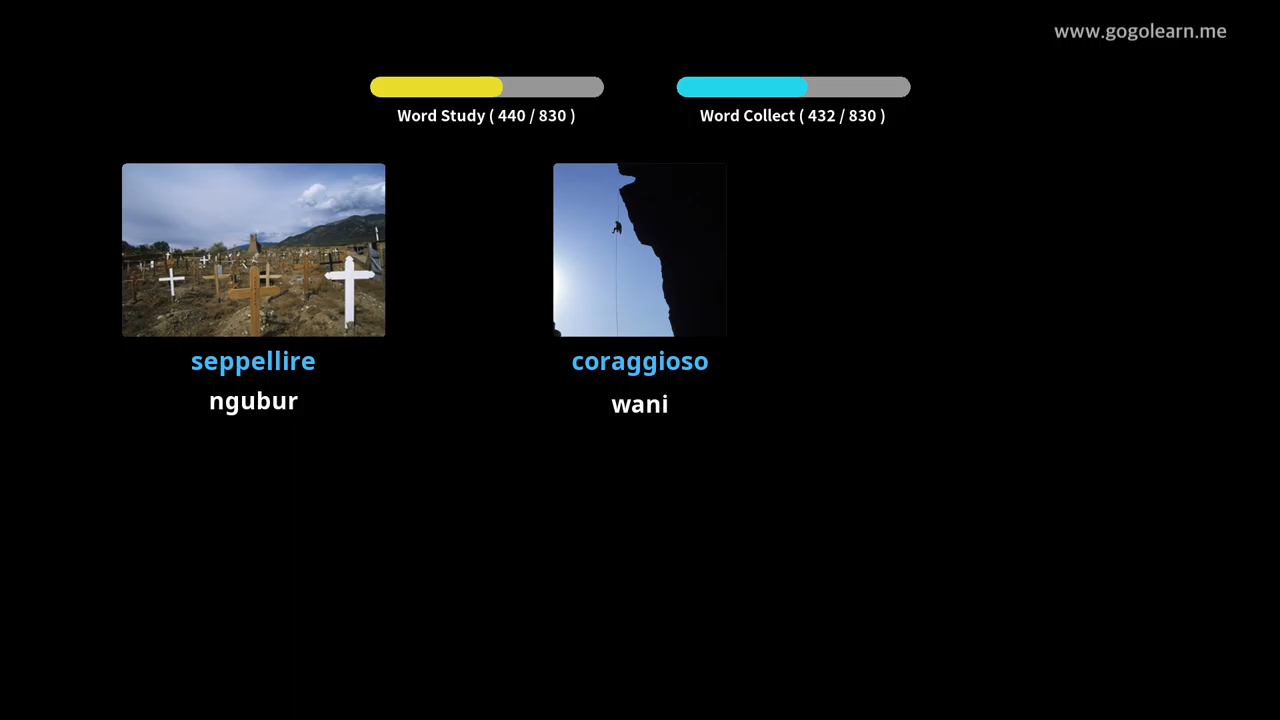 www.gogolearn.me
Word Study ( 440 / 830 )
Word Collect ( 432 / 830 )
seppellire
ngubur
coraggioso
wani